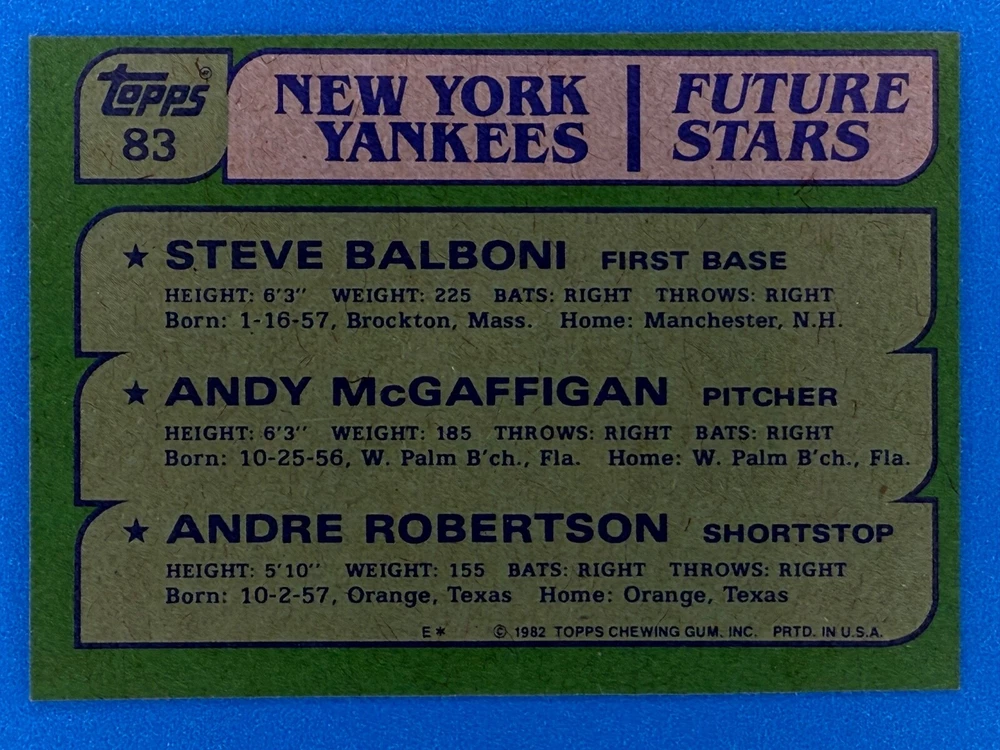 topps
83
NEW YORK YANKEES
FUTURE STARS
★ STEVE BALBONI FIRST BASE
HEIGHT: 6'3" WEIGHT: 225 BATS: RIGHT THROWS: RIGHT
Born: 1-16-57, Brockton, Mass. Home: Manchester, N.H.
★ ANDY McGAFFIGAN PITCHER
HEIGHT: 6'3" WEIGHT: 185 THROWS: RIGHT BATS: RIGHT
Born: 10-25-56, W. Palm B'ch., Fla. Home: W. Palm B'ch., Fla.
★ ANDRE ROBERTSON SHORTSTOP
HEIGHT: 5'10" WEIGHT: 155 BATS: RIGHT THROWS: RIGHT
Born: 10-2-57, Orange, Texas Home: Orange, Texas
E* © 1982 TOPPS CHEWING GUM, INC. PRTD. IN U.S.A.